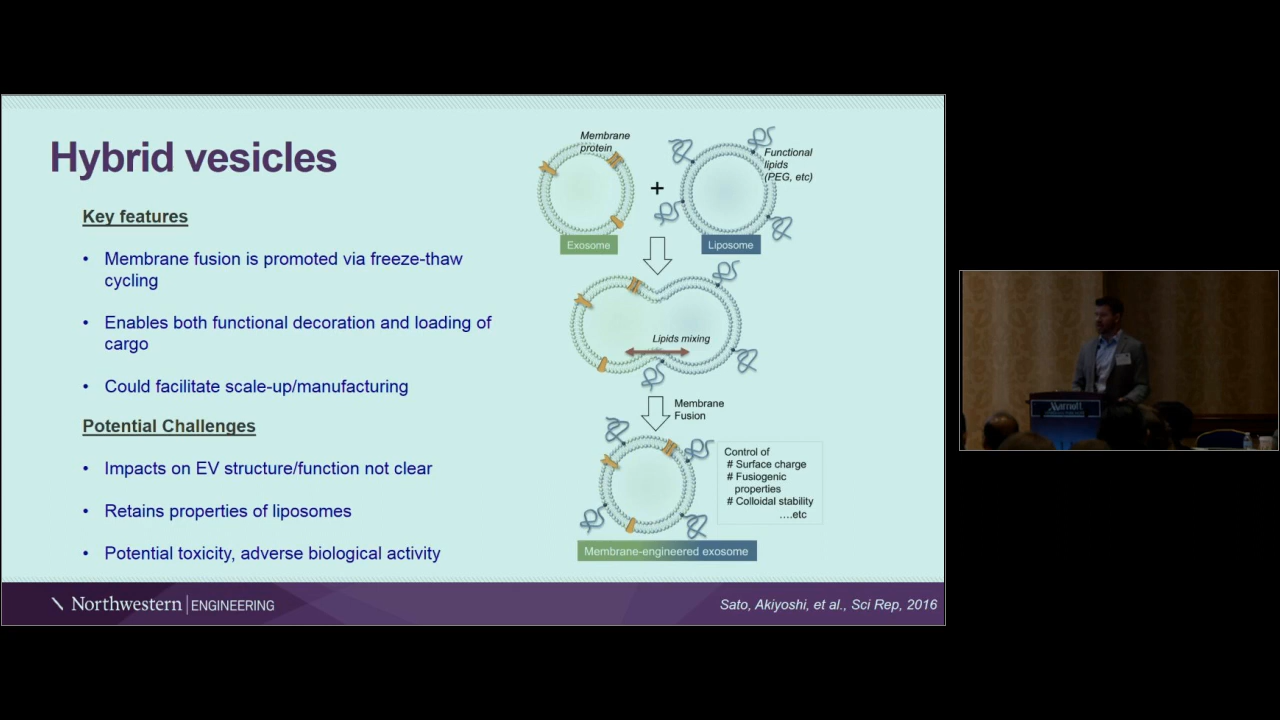 Hybrid vesicles
Key features
• Membrane fusion is promoted via freeze-thaw
cycling
• Enables both functional decoration and loading of
cargo
• Could facilitate scale-up/manufacturing
Potential Challenges
• Impacts on EV structure/function not clear
• Retains properties of liposomes
• Potential toxicity, adverse biological activity
Membrane
protein
+
Functional
lipids
(PEG, etc)
Exosome
Liposome
Lipids mixing
Membrane
Fusion
Control of
# Surface charge
# Fusiogenic
properties
# Colloidal stability
....etc
Membrane-engineered exosome
Northwestern | ENGINEERING
Sato, Akiyoshi, et al., Sci Rep, 2016
Marriott